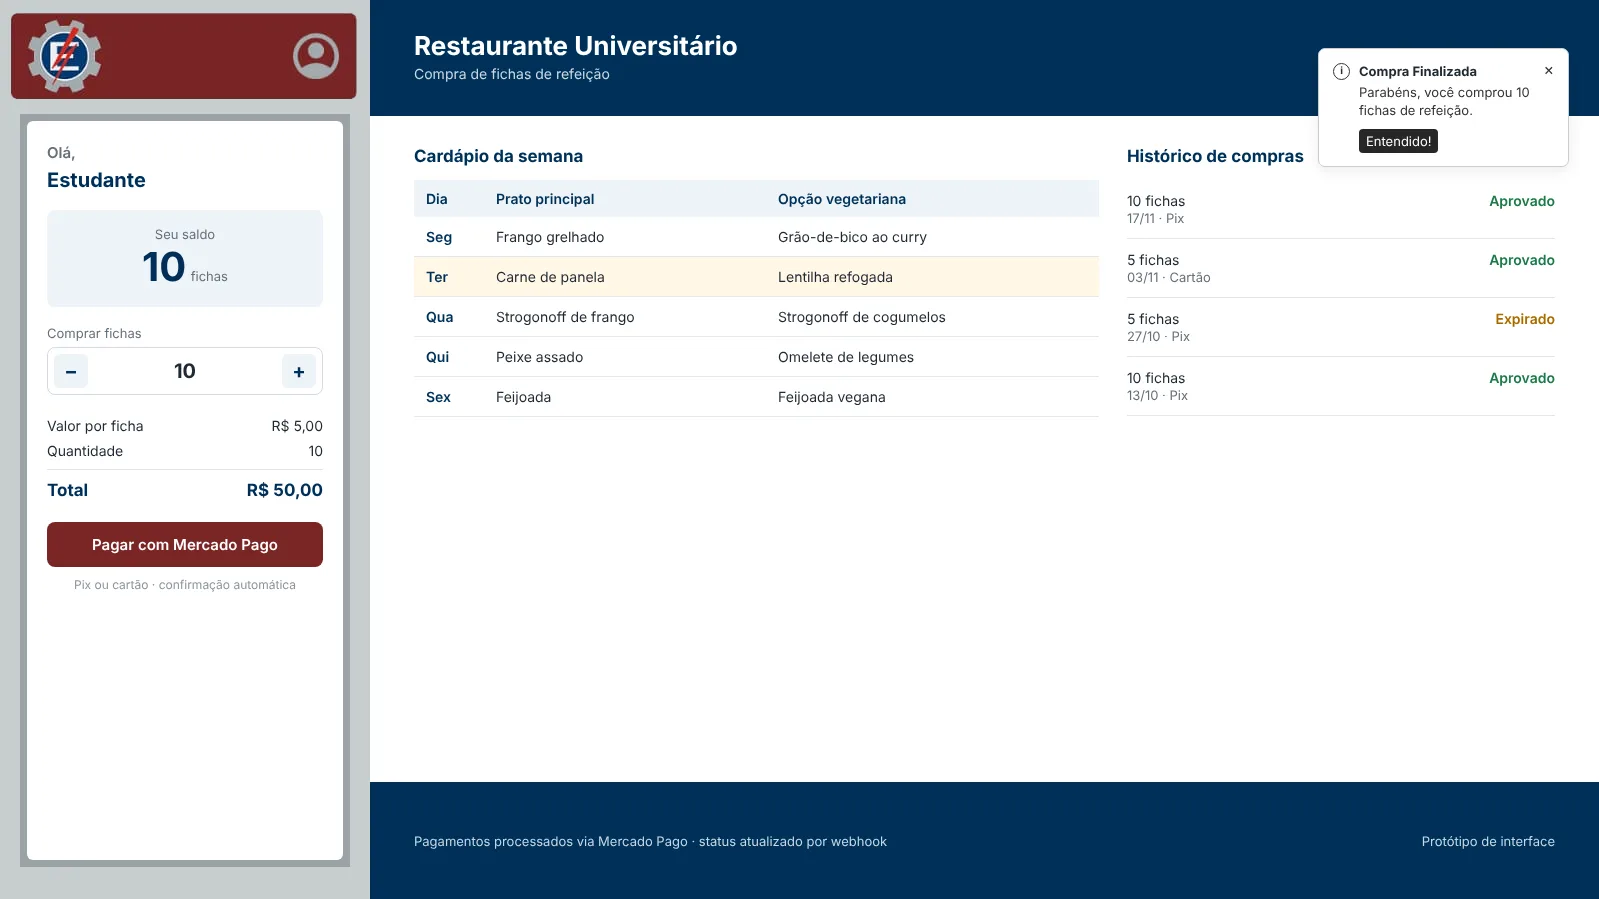 E
Olá,
Estudante
Seu saldo
10 fichas
Comprar fichas
− 10 +
Valor por ficha R$ 5,00
Quantidade 10
Total R$ 50,00
Pagar com Mercado Pago
Pix ou cartão · confirmação automática
Restaurante Universitário
Compra de fichas de refeição
Compra Finalizada ×
Parabéns, você comprou 10
fichas de refeição.
Entendido!
Cardápio da semana
Dia Prato principal Opção vegetariana
Seg Frango grelhado Grão-de-bico ao curry
Ter Carne de panela Lentilha refogada
Qua Strogonoff de frango Strogonoff de cogumelos
Qui Peixe assado Omelete de legumes
Sex Feijoada Feijoada vegana
Histórico de compras
10 fichas Aprovado
17/11 · Pix
5 fichas Aprovado
03/11 · Cartão
5 fichas Expirado
27/10 · Pix
10 fichas Aprovado
13/10 · Pix
Pagamentos processados via Mercado Pago · status atualizado por webhook
Protótipo de interface